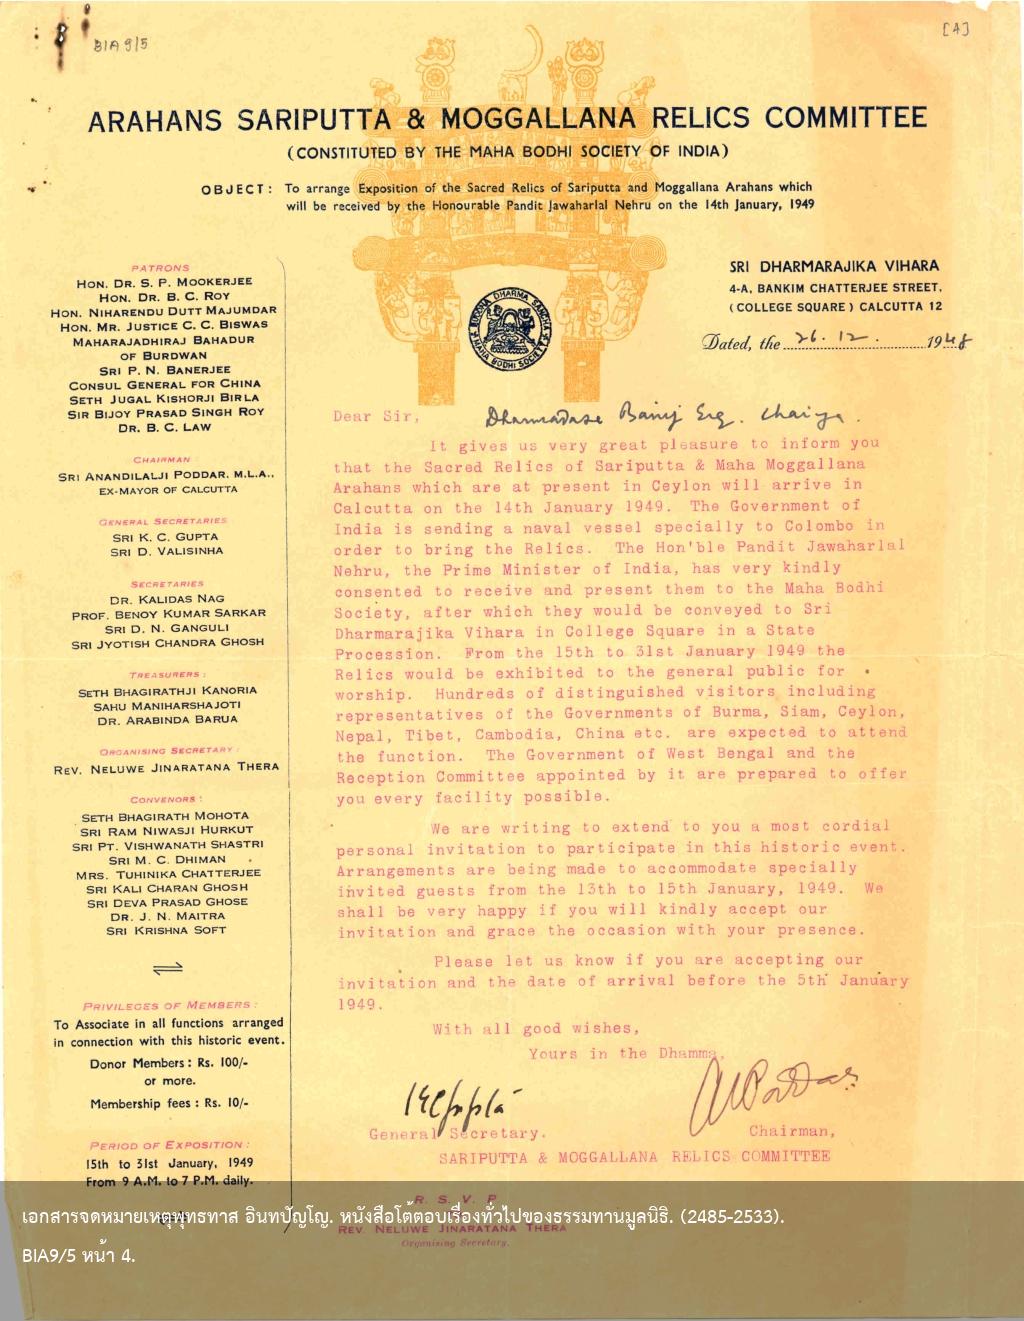 BIA 9/5
[4]
ARAHANS SARIPUTTA & MOGGALLANA RELICS COMMITTEE
(CONSTITUTED BY THE MAHA BODHI SOCIETY OF INDIA)
OBJECT: To arrange Exposition of the Sacred Relics of Sariputta and Moggallana Arahans which
will be received by the Honourable Pandit Jawaharlal Nehru on the 14th January, 1949
PATRONS
HON. DR. S. P. MOOKERJEE
HON. DR. B. C. ROY
HON. NIHARENDU DUTT MAJUMDAR
HON. MR. JUSTICE C. C. BISWAS
MAHARAJADHIRAJ BAHADUR
OF BURDWAN
SRI P. N. BANERJEE
CONSUL GENERAL FOR CHINA
SETH JUGAL KISHORJI BIRLA
SIR BIJOY PRASAD SINGH ROY
DR. B. C. LAW
CHAIRMAN
SRI ANANDILALJI PODDAR. M.L.A.,
EX-MAYOR OF CALCUTTA
GENERAL SECRETARIES
SRI K. C. GUPTA
SRI D. VALISINHA
SECRETARIES
DR. KALIDAS NAG
PROF. BENOY KUMAR SARKAR
SRI D. N. GANGULI
SRI JYOTISH CHANDRA GHOSH
TREASURERS:
SETH BHAGIRATHJI KANORIA
SAHU MANIHARSHAJOTI
DR. ARABINDA BARUA
ORGANISING SECRETARY:
REV. NELUWE JINARATANA THERA
CONVENORS:
SETH BHAGIRATH MOHOTA
SRI RAM NIWASJI HURKUT
SRI PT. VISHWANATH SHASTRI
SRI M. C. DHIMAN
MRS. TUHINIKA CHATTERJEE
SRI KALI CHARAN GHOSH
SRI DEVA PRASAD GHOSE
DR. J. N. MAITRA
SRI KRISHNA SOFT
PRIVILEGES OF MEMBERS:
To Associate in all functions arranged
in connection with this historic event.
Donor Members: Rs. 100/-
or more.
Membership fees: Rs. 10/-
PERIOD OF EXPOSITION:
15th to 31st January, 1949
From 9 A.M. to 7 P.M. daily.
BUDDHA DHARMA SANGHA
MAHA BODHI SOCIETY
SRI DHARMARAJIKA VIHARA
4-A, BANKIM CHATTERJEE STREET,
(COLLEGE SQUARE) CALCUTTA 12
Dated, the 26. 12. 1948
Dear Sir, Dharmadase Banij Esq. Chaiya.
It gives us very great pleasure to inform you
that the Sacred Relics of Sariputta & Maha Moggallana
Arahans which are at present in Ceylon will arrive in
Calcutta on the 14th January 1949. The Government of
India is sending a naval vessel specially to Colombo in
order to bring the Relics. The Hon'ble Pandit Jawaharlal
Nehru, the Prime Minister of India, has very kindly
consented to receive and present them to the Maha Bodhi
Society, after which they would be conveyed to Sri
Dharmarajika Vihara in College Square in a State
Procession. From the 15th to 31st January 1949 the
Relics would be exhibited to the general public for
worship. Hundreds of distinguished visitors including
representatives of the Governments of Burma, Siam, Ceylon,
Nepal, Tibet, Cambodia, China etc. are expected to attend
the function. The Government of West Bengal and the
Reception Committee appointed by it are prepared to offer
you every facility possible.
We are writing to extend to you a most cordial
personal invitation to participate in this historic event.
Arrangements are being made to accommodate specially
invited guests from the 13th to 15th January, 1949. We
shall be very happy if you will kindly accept our
invitation and grace the occasion with your presence.
Please let us know if you are accepting our
invitation and the date of arrival before the 5th January
1949.
With all good wishes,
Yours in the Dhamma,
General Secretary.
Chairman,
SARIPUTTA & MOGGALLANA RELICS COMMITTEE
R. S. V. P.
REV. NELUWE JINARATANA THERA
Organising Secretary.
เอกสารจดหมายเหตุพุทธทาส อินทปัญโญ. หนังสือโต้ตอบเรื่องทั่วไปของธรรมทานมูลนิธิ. (2485-2533).
BIA9/5 หน้า 4.